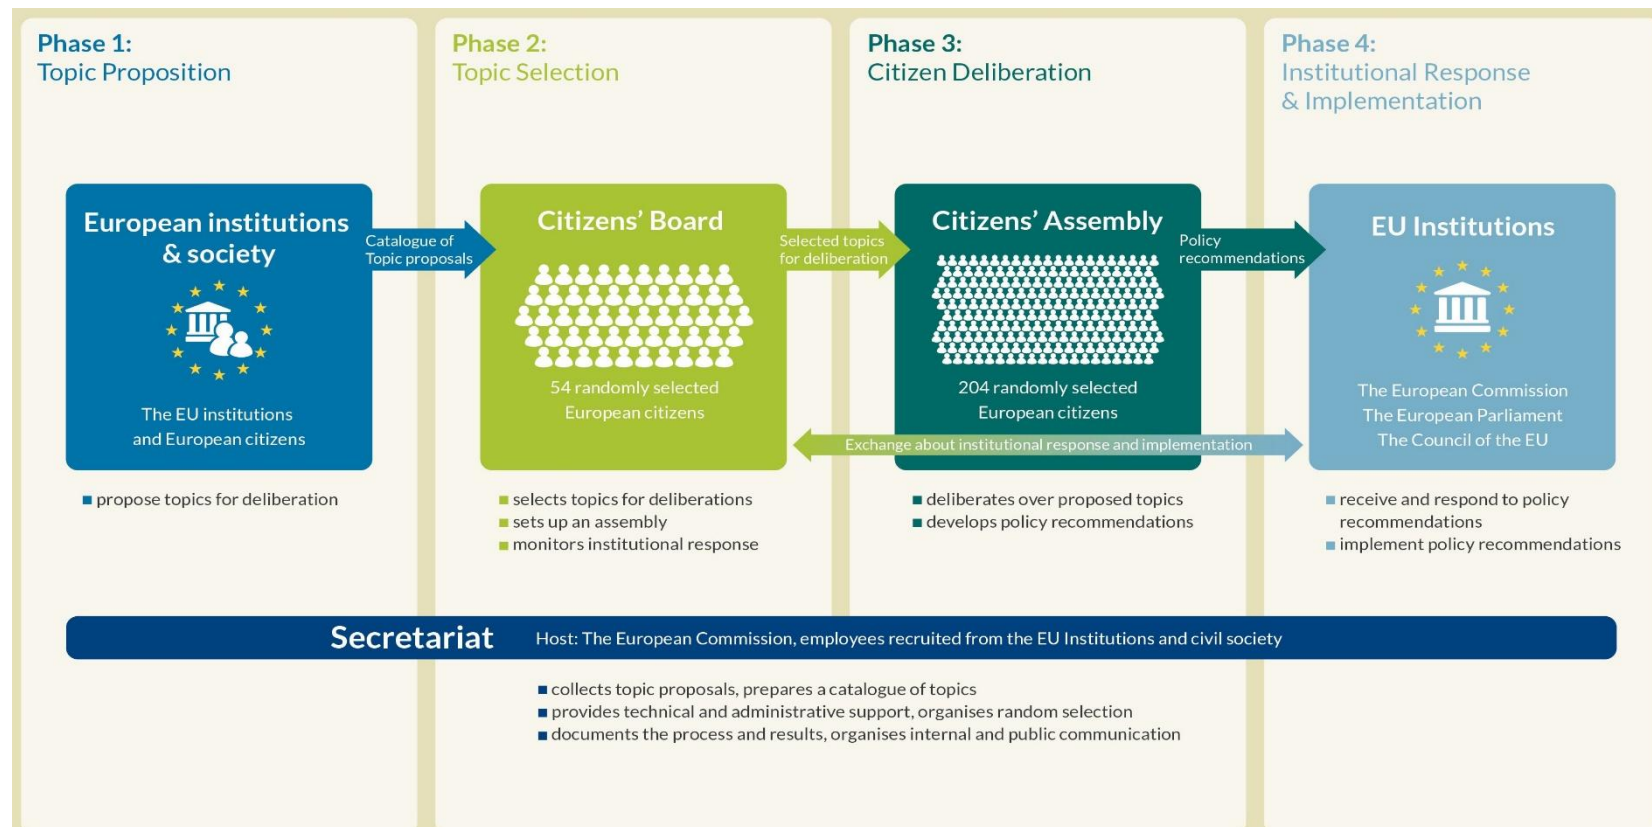 Phase 1:
Topic Proposition
European institutions
& society
The EU institutions
and European citizens
■ propose topics for deliberation
Catalogue of
Topic proposals
Phase 2:
Topic Selection
Citizens’ Board
54 randomly selected
European citizens
■ selects topics for deliberations
■ sets up an assembly
■ monitors institutional response
Selected topics
for deliberation
Phase 3:
Citizen Deliberation
Citizens’ Assembly
204 randomly selected
European citizens
■ deliberates over proposed topics
■ develops policy recommendations
Policy
recommendations
Exchange about institutional response and implementation
Phase 4:
Institutional Response
& Implementation
EU Institutions
The European Commission
The European Parliament
The Council of the EU
■ receive and respond to policy
recommendations
■ implement policy recommendations
Secretariat Host: The European Commission, employees recruited from the EU Institutions and civil society
■ collects topic proposals, prepares a catalogue of topics
■ provides technical and administrative support, organises random selection
■ documents the process and results, organises internal and public communication